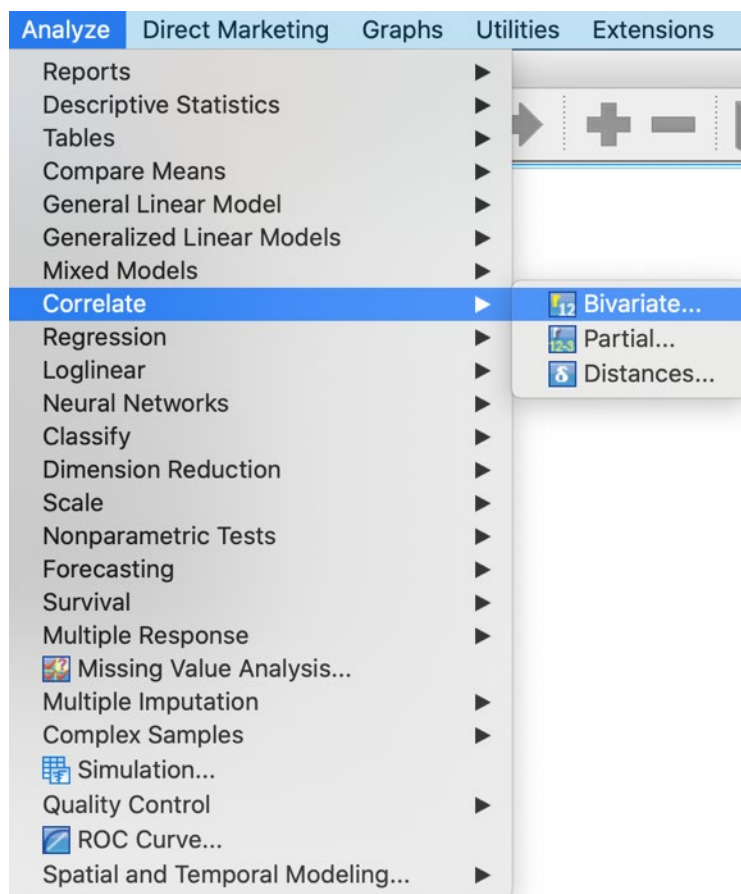 Analyze Direct Marketing Graphs Utilities Extensions
Reports
Descriptive Statistics
Tables
Compare Means
General Linear Model
Generalized Linear Models
Mixed Models
Correlate
Bivariate...
Partial...
Distances...
Regression
Loglinear
Neural Networks
Classify
Dimension Reduction
Scale
Nonparametric Tests
Forecasting
Survival
Multiple Response
Missing Value Analysis...
Multiple Imputation
Complex Samples
Simulation...
Quality Control
ROC Curve...
Spatial and Temporal Modeling...